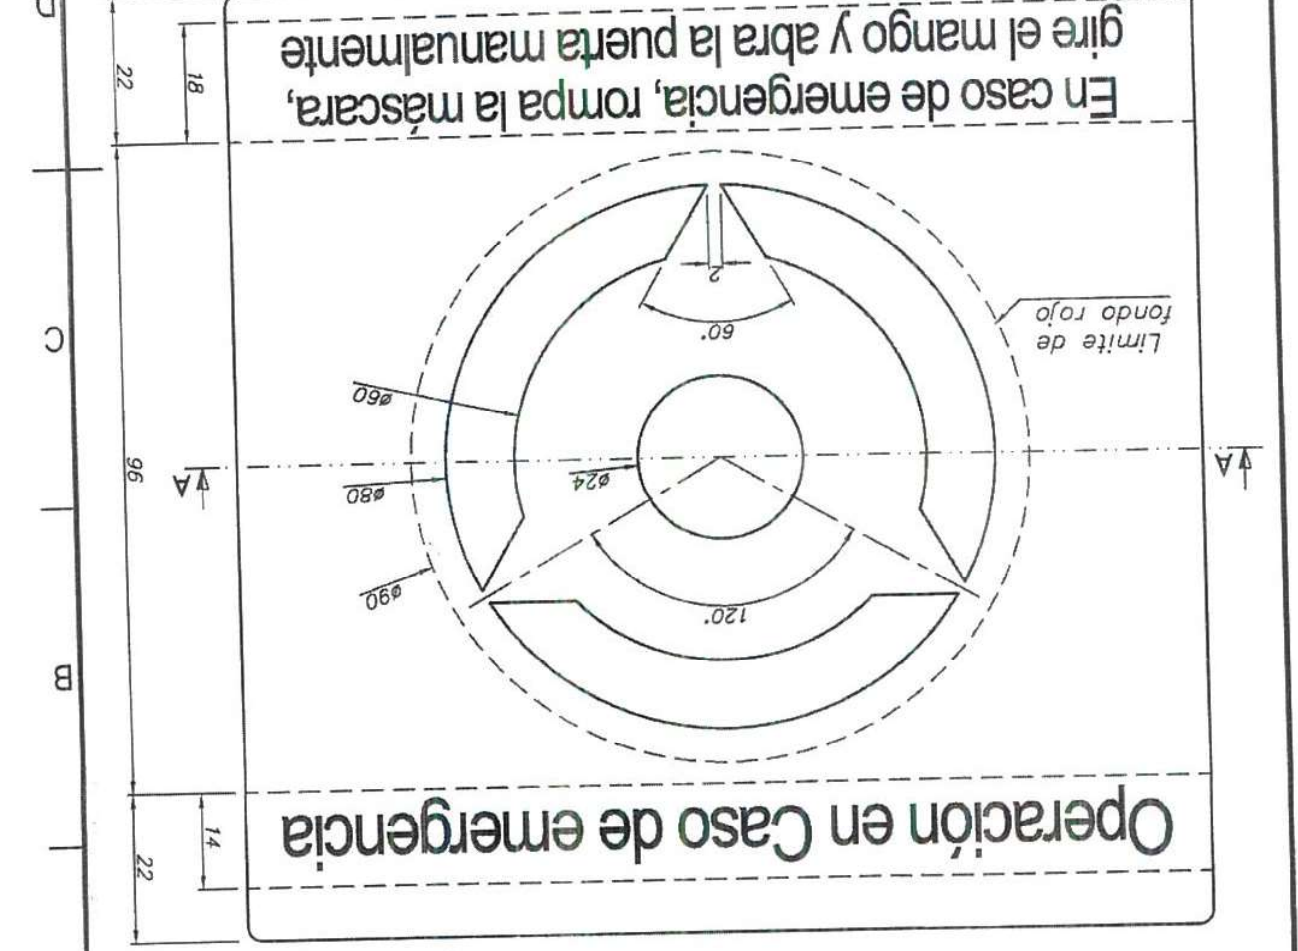 22
14
Operación en Caso de emergencia
B
120°
ø90
ø80
ø24
A
A
96
ø60
60°
2
Limite de
fondo rojo
C
En caso de emergencia, rompa la máscara,
gire el mango y abra la puerta manualmente
18
22